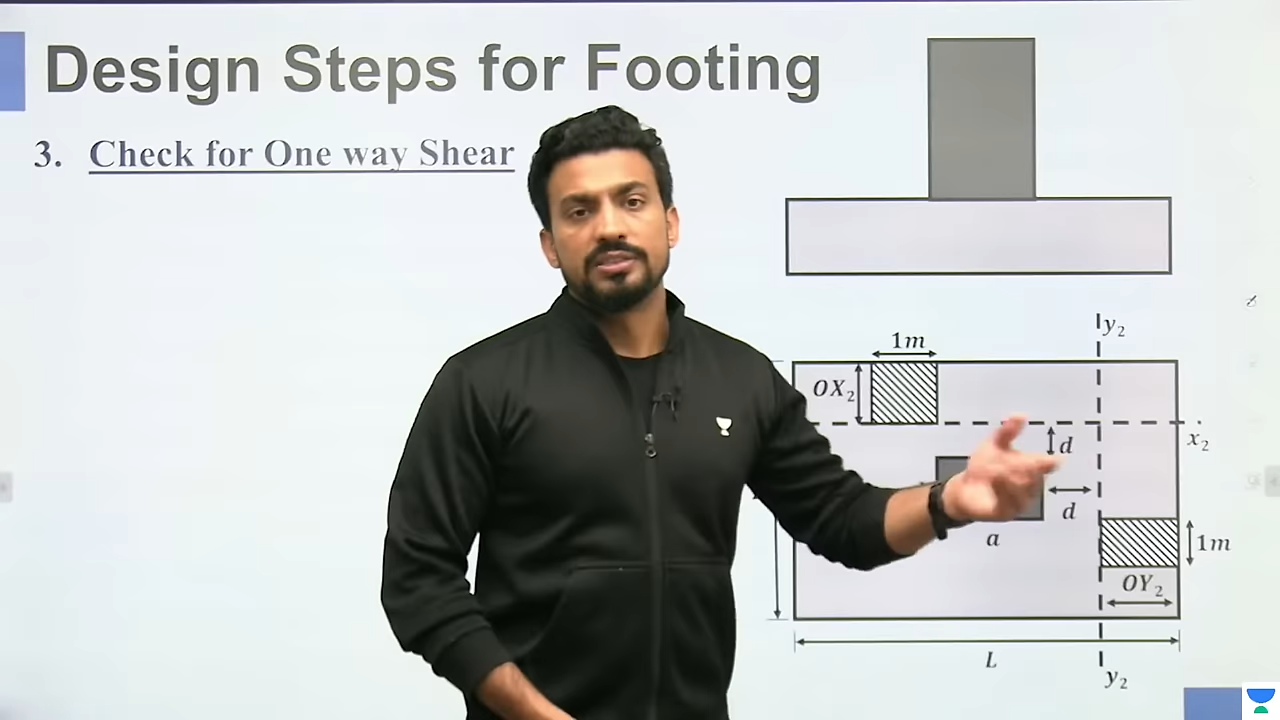 Design Steps for Footing
3. Check for One way Shear
y₂
1m
OX₂
d
x₂
d
a
1m
OY₂
L
y₂